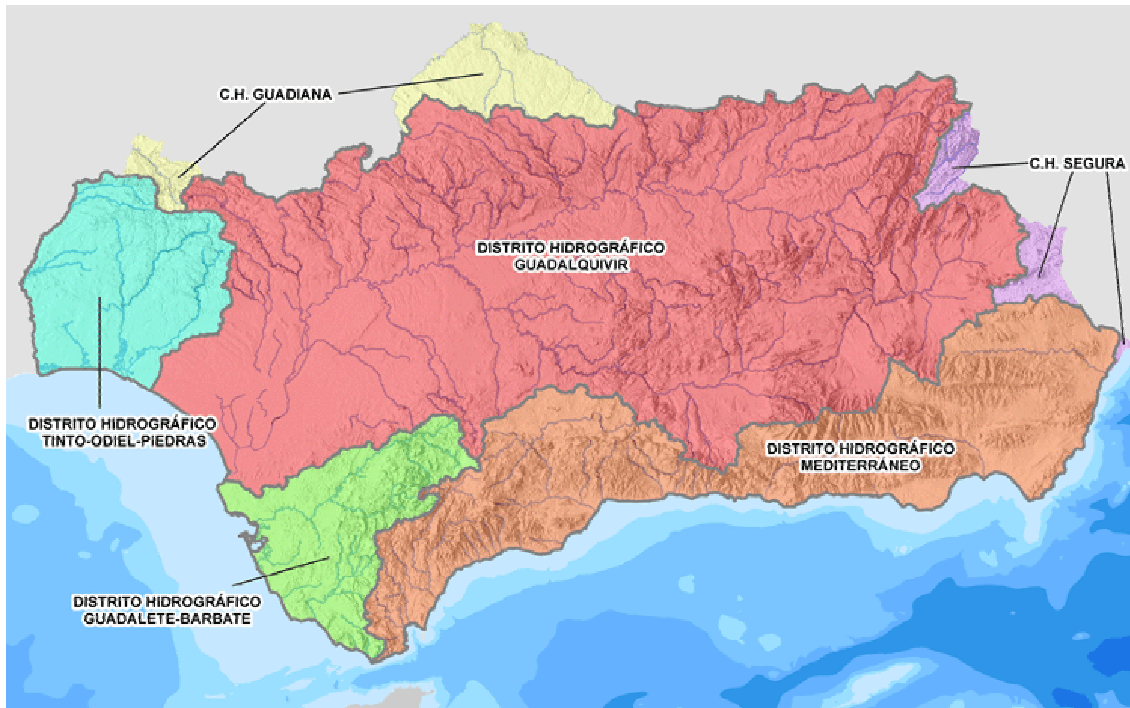 C.H. GUADIANA
C.H. SEGURA
DISTRITO HIDROGRÁFICO
GUADALQUIVIR
DISTRITO HIDROGRÁFICO
TINTO-ODIEL-PIEDRAS
DISTRITO HIDROGRÁFICO
MEDITERRÁNEO
DISTRITO HIDROGRÁFICO
GUADALETE-BARBATE